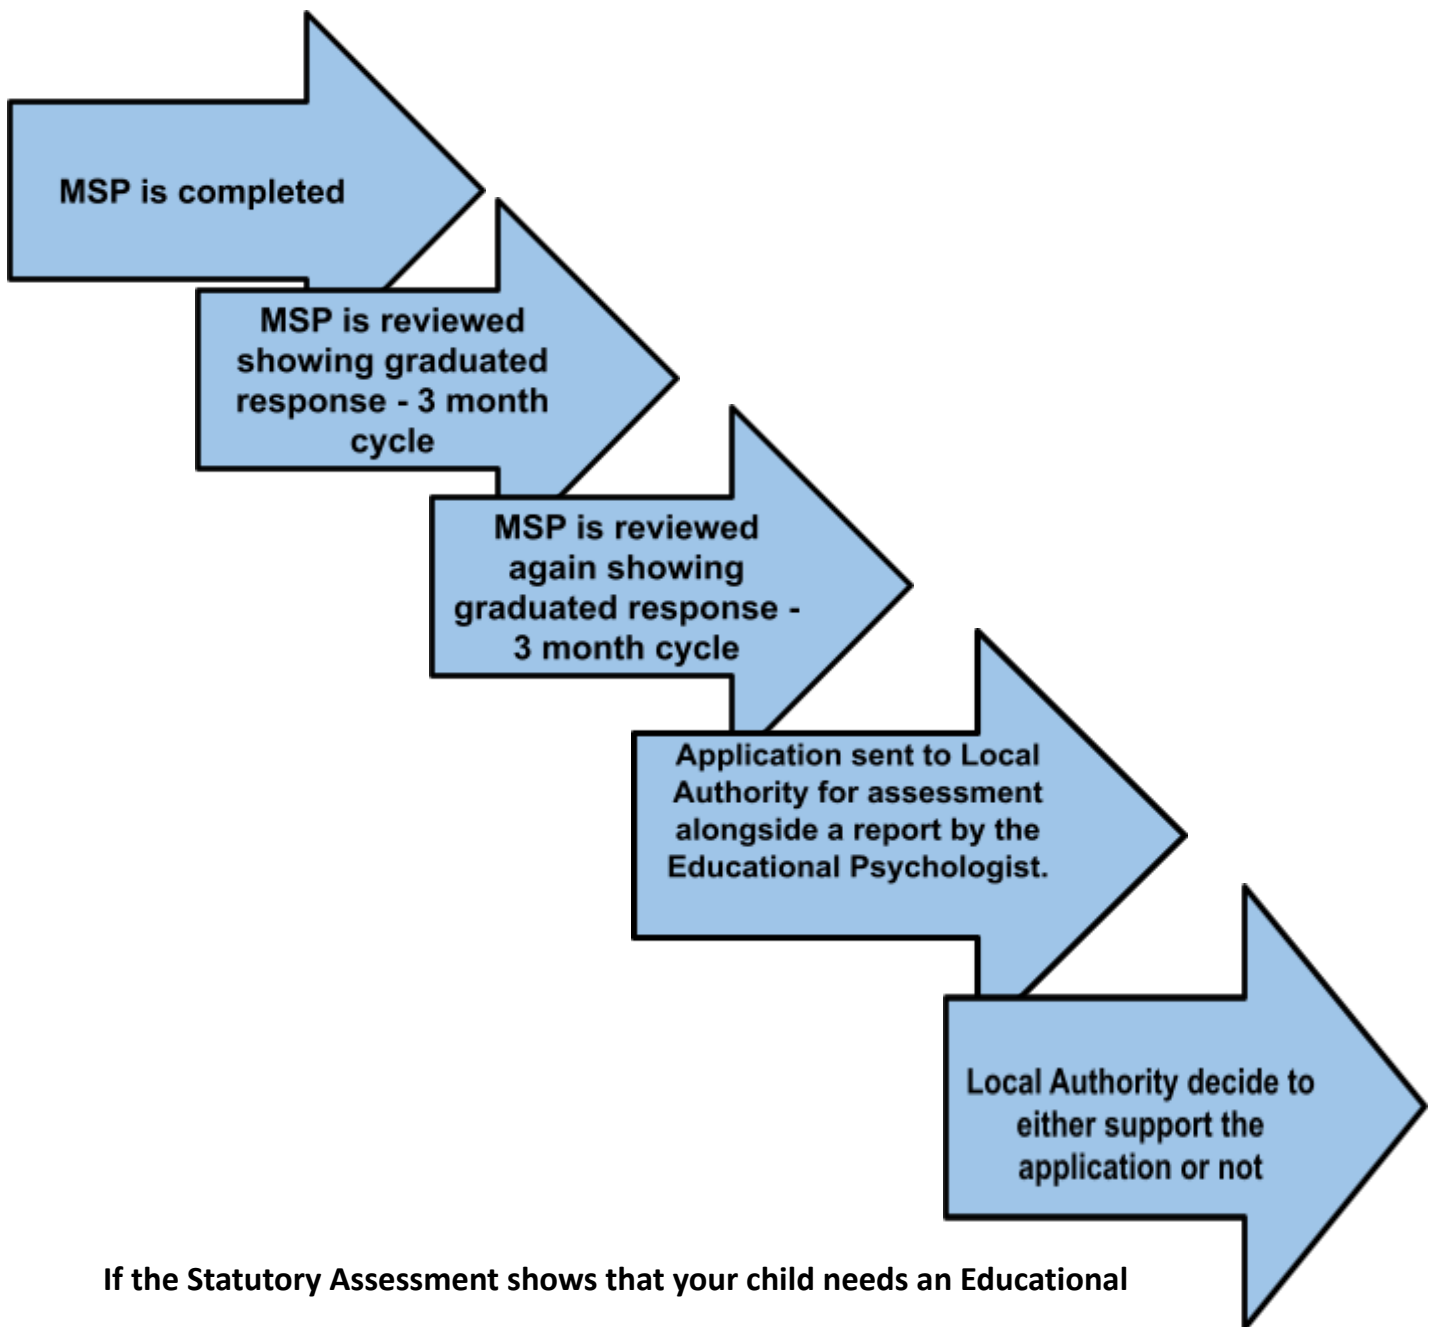 MSP is completed
MSP is reviewed
showing graduated
response - 3 month
cycle
MSP is reviewed
again showing
graduated response -
3 month cycle
Application sent to Local
Authority for assessment
alongside a report by the
Educational Psychologist.
Local Authority decide to
either support the
application or not
If the Statutory Assessment shows that your child needs an Educational